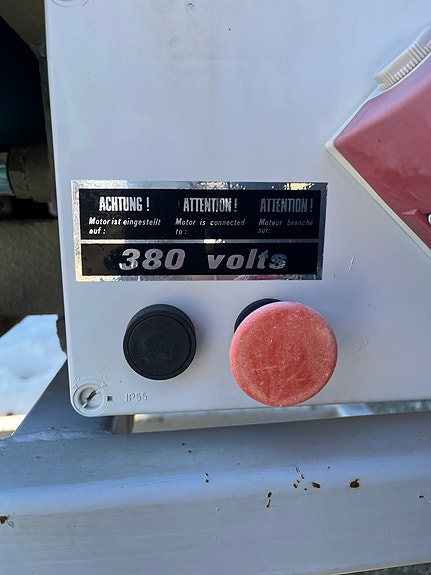 ACHTUNG ! ATTENTION ! ATTENTION !
Motor ist eingestellt Motor is connected Moteur branché
auf : to : sur:
380 volts
IP55